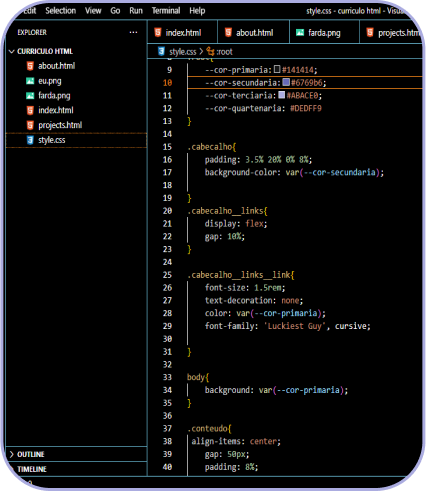 Edit Selection View Go Run Terminal Help style.css - curriculo html - Visual
EXPLORER ···
CURRICULO HTML
about.html
eu.png
farda.png
index.html
projects.html
style.css
OUTLINE
TIMELINE
index.html about.html farda.png projects.html
style.css > :root
9 --cor-primaria: #141414;
10 --cor-secundaria: #6769b6;
11 --cor-terciaria: #ABACE0;
12 --cor-quartenaria: #DEDFF9
13 }
14
15 .cabecalho{
16 padding: 3.5% 20% 0% 8%;
17 background-color: var(--cor-secundaria);
18
19 }
20 .cabecalho__links{
21 display: flex;
22 gap: 10%;
23 }
24
25 .cabecalho__links__link{
26 font-size: 1.5rem;
27 text-decoration: none;
28 color: var(--cor-primaria);
29 font-family: 'Luckiest Guy', cursive;
30
31 }
32
33 body{
34 background: var(--cor-primaria);
35 }
36
37 .conteudo{
38 align-items: center;
39 gap: 50px;
40 padding: 8%;